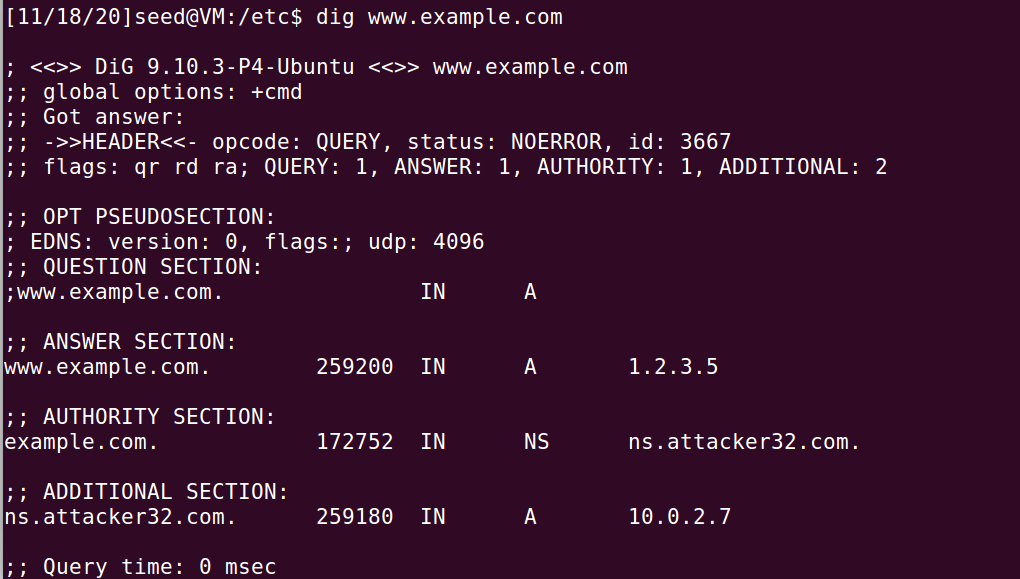 [11/18/20]seed@VM:/etc$ dig www.example.com
; <<>> DiG 9.10.3-P4-Ubuntu <<>> www.example.com
;; global options: +cmd
;; Got answer:
;; ->>HEADER<<- opcode: QUERY, status: NOERROR, id: 3667
;; flags: qr rd ra; QUERY: 1, ANSWER: 1, AUTHORITY: 1, ADDITIONAL: 2
;; OPT PSEUDOSECTION:
; EDNS: version: 0, flags:; udp: 4096
;; QUESTION SECTION:
;www.example.com. IN A
;; ANSWER SECTION:
www.example.com. 259200 IN A 1.2.3.5
;; AUTHORITY SECTION:
example.com. 172752 IN NS ns.attacker32.com.
;; ADDITIONAL SECTION:
ns.attacker32.com. 259180 IN A 10.0.2.7
;; Query time: 0 msec